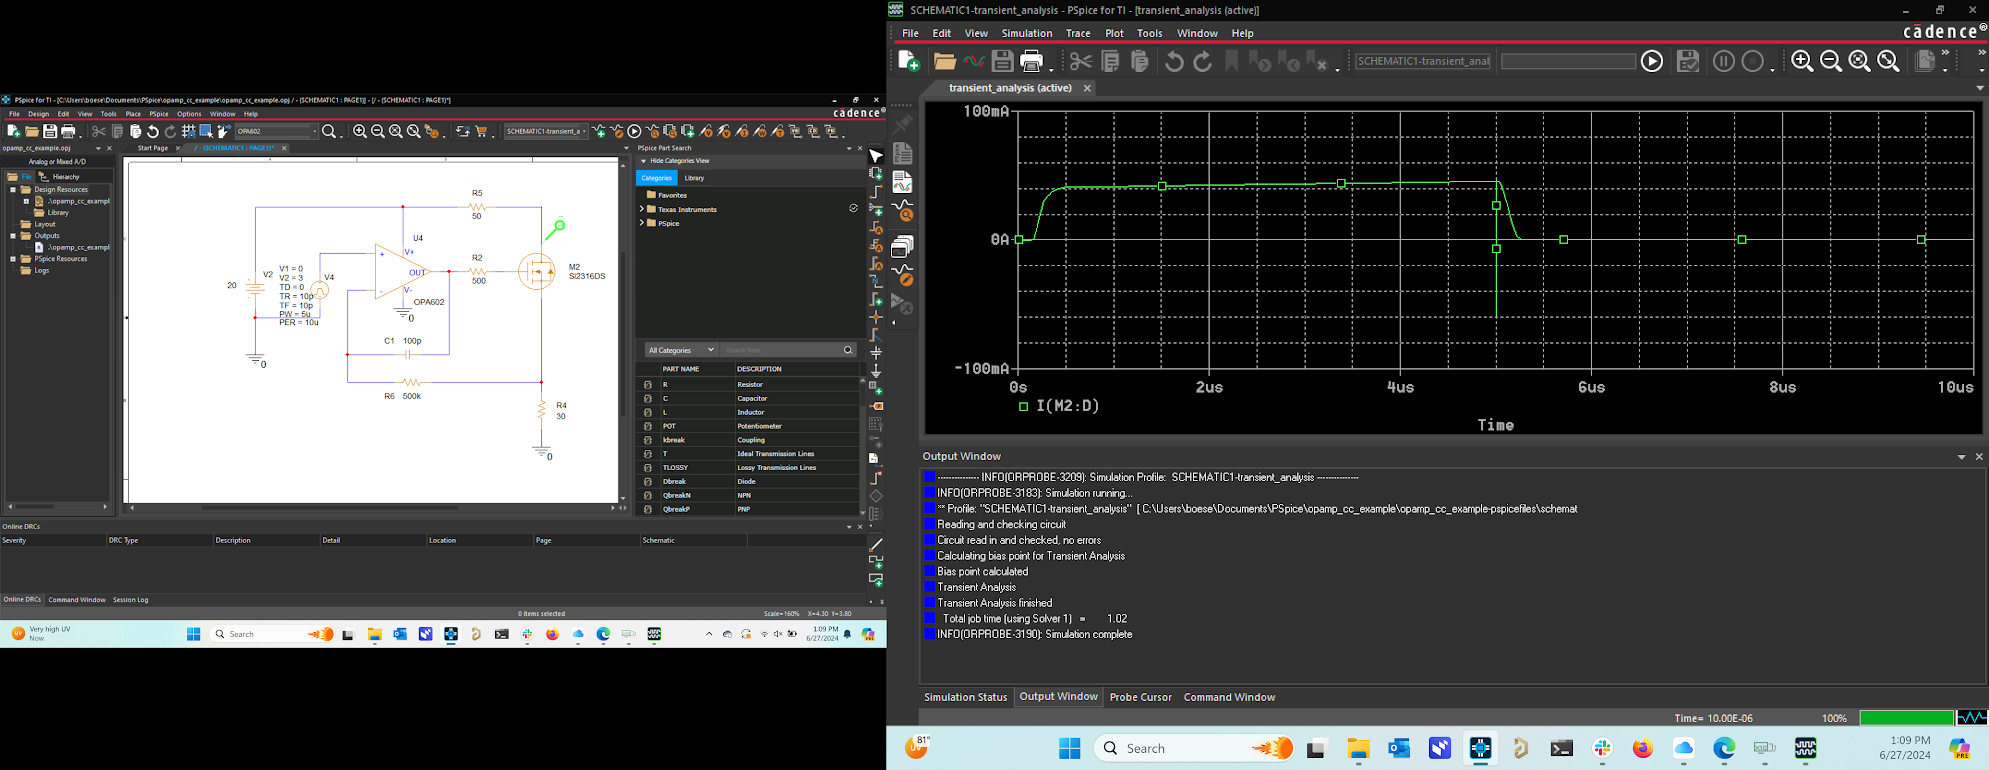 PSpice for TI - [C:\Users\boese\Documents\PSpice\opamp_cc_example\opamp_cc_example.opj / - (SCHEMATIC1 : PAGE1)] - [/ - (SCHEMATIC1 : PAGE1)*]
File Design Edit View Tools Place PSpice Options Window Help
cādence®
OPA602
SCHEMATIC1-transient_a
opamp_cc_example.opj
Start Page
/ - (SCHEMATIC1 : PAGE1)*
Analog or Mixed A/D
File Hierarchy
Design Resources
.\opamp_cc_exampl
Library
Layout
Outputs
.\opamp_cc_exampl
PSpice Resources
Logs
R5
50
U4
V+
+
OUT
V-
-
OPA602
0
R2
500
M2
SI2316DS
V2
20
V1 = 0
V2 = 3
TD = 0
TR = 10p
TF = 10p
PW = 5u
PER = 10u
V4
0
C1 100p
R6 500k
R4
30
0
PSpice Part Search
Hide Categories View
Categories Library
Favorites
Texas Instruments
PSpice
All Categories
Search here
PART NAME DESCRIPTION
R Resistor
C Capacitor
L Inductor
POT Potentiometer
kbreak Coupling
T Ideal Transmission Lines
TLOSSY Lossy Transmission Lines
Dbreak Diode
QbreakN NPN
QbreakP PNP
Online DRCs
Severity DRC Type Description Detail Location Page Schematic
Online DRCs Command Window Session Log
0 items selected
Scale=160% X=4.30 Y=3.80
Very high UV
Now
Search
1:09 PM
6/27/2024
SCHEMATIC1-transient_analysis - PSpice for TI - [transient_analysis (active)]
File Edit View Simulation Trace Plot Tools Window Help
cādence®
SCHEMATIC1-transient_anal
transient_analysis (active)
100mA
0A
-100mA
0s 2us 4us 6us 8us 10us
I(M2:D)
Time
Output Window
--------------- INFO(ORPROBE-3209): Simulation Profile: SCHEMATIC1-transient_analysis ---------------
INFO(ORPROBE-3183): Simulation running...
** Profile: "SCHEMATIC1-transient_analysis" [ C:\Users\boese\Documents\PSpice\opamp_cc_example\opamp_cc_example-pspicefiles\schemat
Reading and checking circuit
Circuit read in and checked, no errors
Calculating bias point for Transient Analysis
Bias point calculated
Transient Analysis
Transient Analysis finished
Total job time (using Solver 1) = 1.02
INFO(ORPROBE-3190): Simulation complete
Simulation Status Output Window Probe Cursor Command Window
Time= 10.00E-06 100%
81°
Search
1:09 PM
6/27/2024